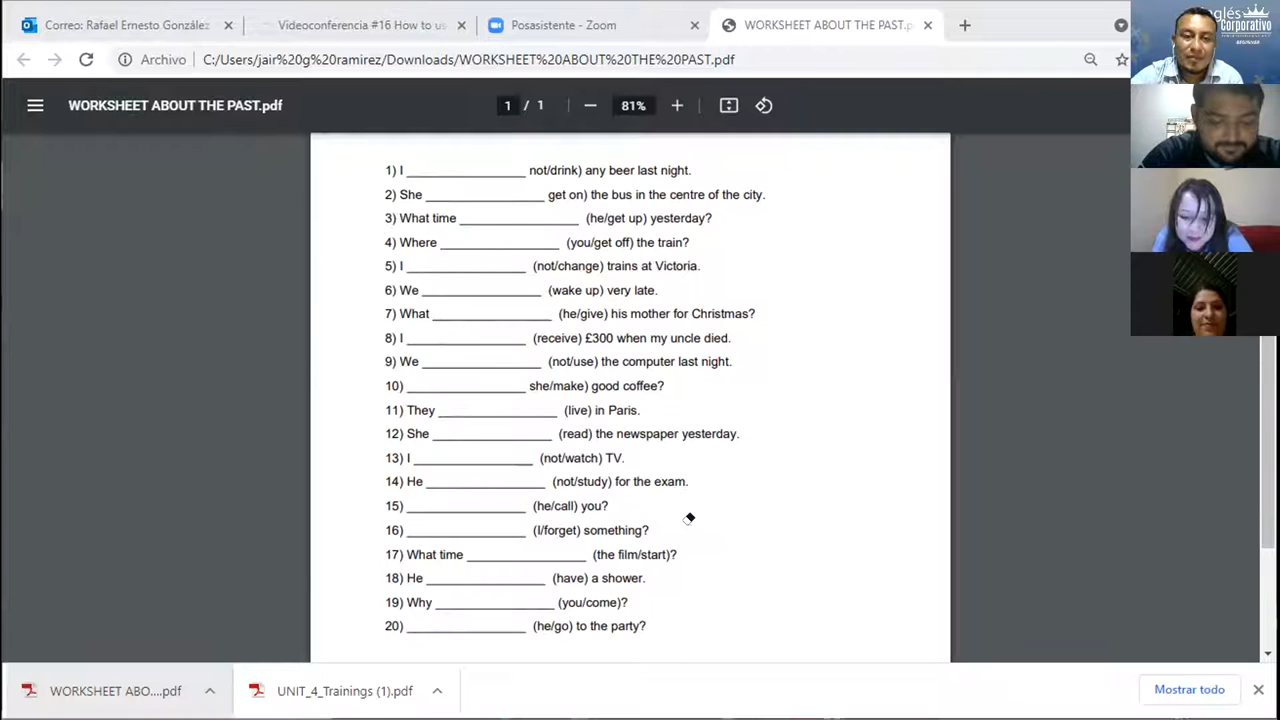 Correo: Rafael Ernesto González
Videoconferencia #16 How to us
Posasistente - Zoom
WORKSHEET ABOUT THE PAST.p
Archivo
C:/Users/jair%20g%20ramirez/Downloads/WORKSHEET%20ABOUT%20THE%20PAST.pdf
WORKSHEET ABOUT THE PAST.pdf
1 / 1
81%
inglés
Corporativo
BEGINNER
1) I ________________ not/drink) any beer last night.
2) She ________________ get on) the bus in the centre of the city.
3) What time ________________ (he/get up) yesterday?
4) Where ________________ (you/get off) the train?
5) I ________________ (not/change) trains at Victoria.
6) We ________________ (wake up) very late.
7) What ________________ (he/give) his mother for Christmas?
8) I ________________ (receive) £300 when my uncle died.
9) We ________________ (not/use) the computer last night.
10) ________________ she/make) good coffee?
11) They ________________ (live) in Paris.
12) She ________________ (read) the newspaper yesterday.
13) I ________________ (not/watch) TV.
14) He ________________ (not/study) for the exam.
15) ________________ (he/call) you?
16) ________________ (I/forget) something?
17) What time ________________ (the film/start)?
18) He ________________ (have) a shower.
19) Why ________________ (you/come)?
20) ________________ (he/go) to the party?
WORKSHEET ABO....pdf
UNIT_4_Trainings (1).pdf
Mostrar todo